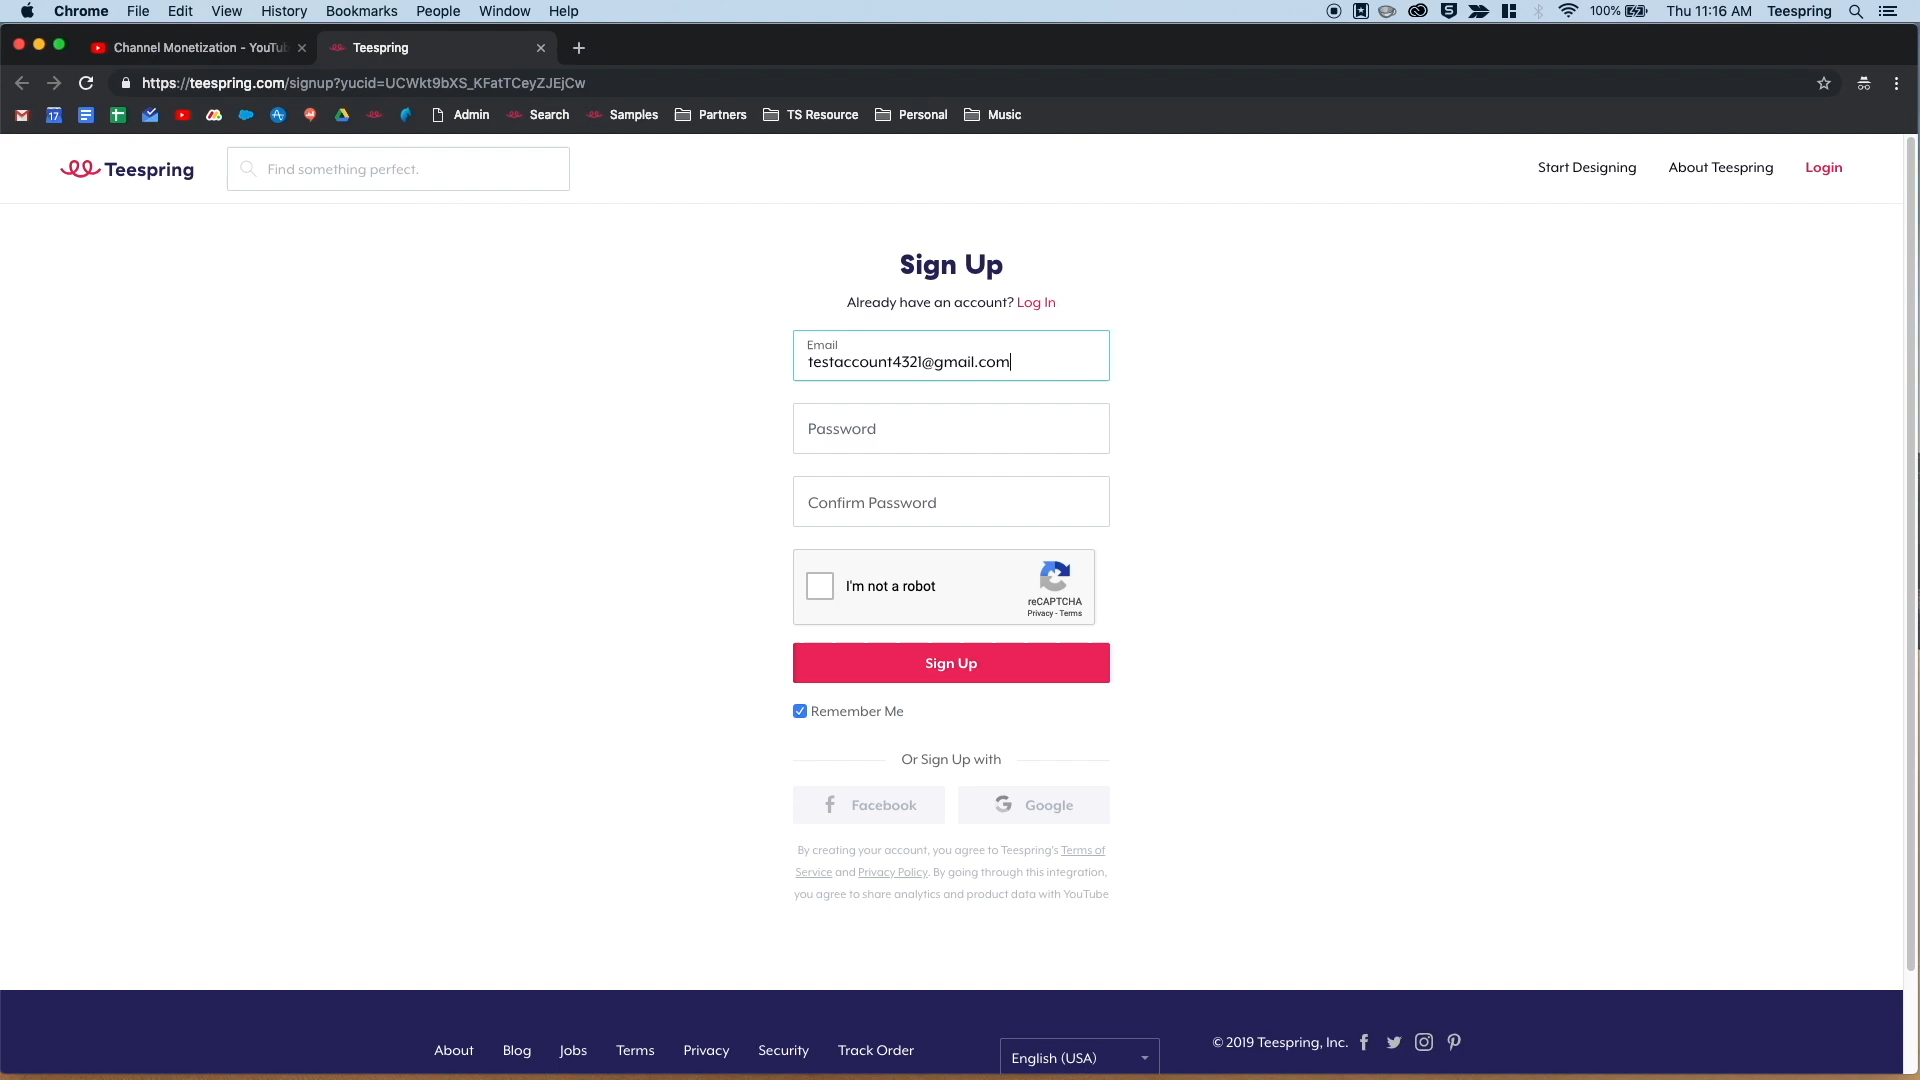 Chrome File Edit View History Bookmarks People Window Help 100% Thu 11:16 AM Teespring
Channel Monetization - YouTu Teespring
https://teespring.com/signup?yucid=UCWkt9bXS_KFatTCeyZJEjCw
17 Admin Search Samples Partners TS Resource Personal Music
Teespring Find something perfect. Start Designing About Teespring Login
Sign Up
Already have an account? Log In
Email
testaccount4321@gmail.com
Password
Confirm Password
I'm not a robot
reCAPTCHA
Privacy - Terms
Sign Up
Remember Me
Or Sign Up with
Facebook Google
By creating your account, you agree to Teespring's Terms of
Service and Privacy Policy. By going through this integration,
you agree to share analytics and product data with YouTube
About Blog Jobs Terms Privacy Security Track Order English (USA) © 2019 Teespring, Inc.